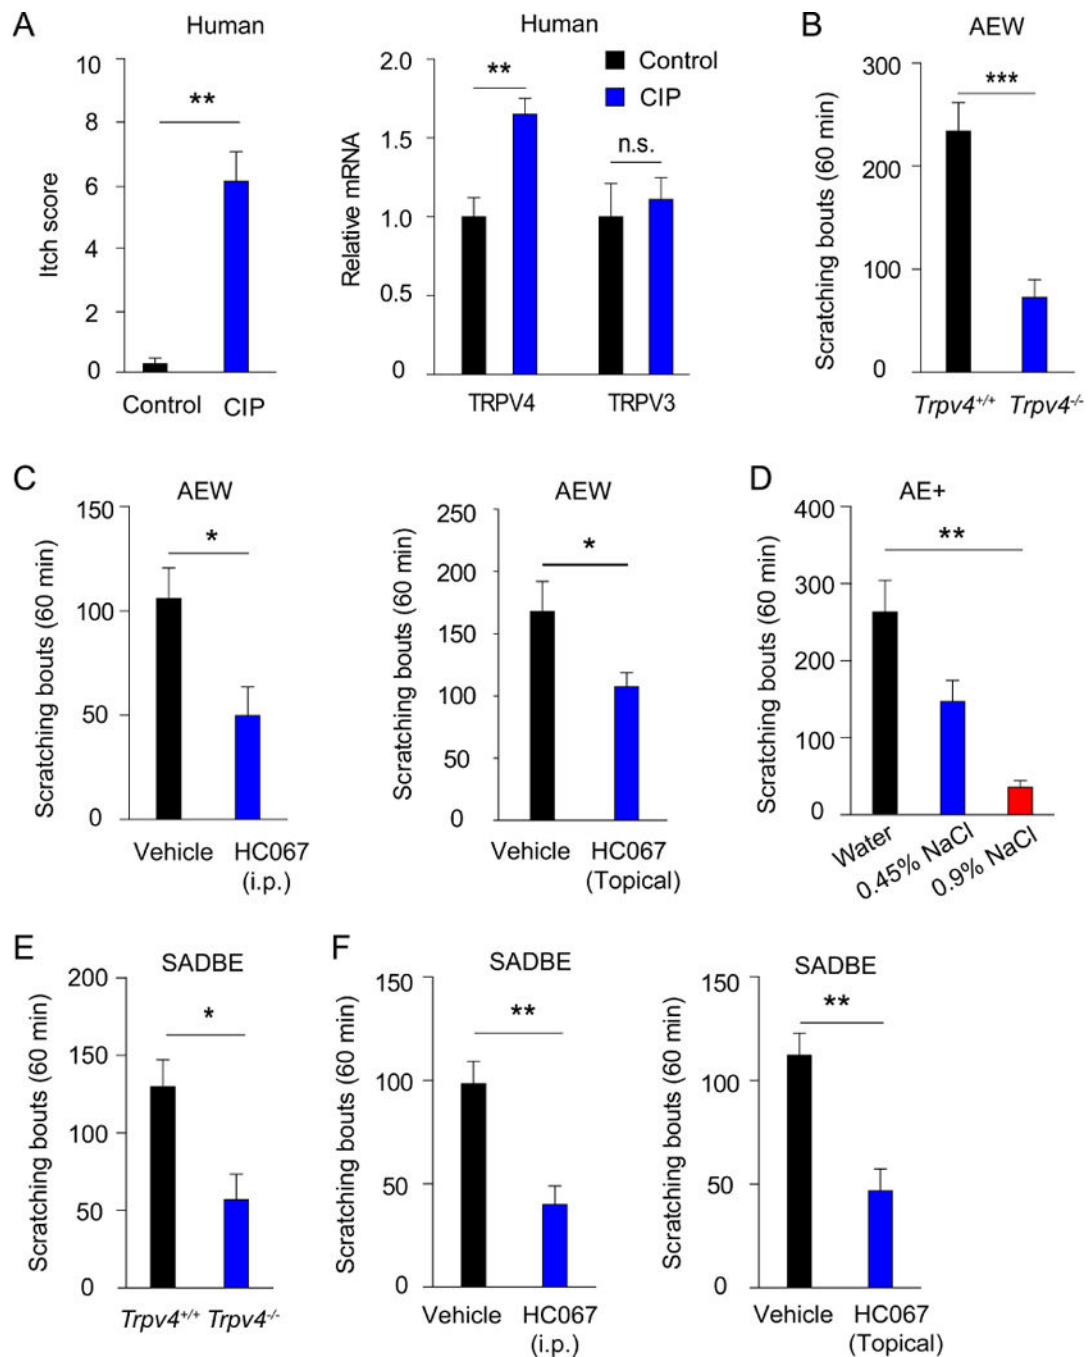 A
Human
Itch score
10
8
6
4
2
0
**
Control
CIP
Human
Relative mRNA
2.0
1.5
1.0
0.5
0
**
n.s.
Control
CIP
TRPV4
TRPV3
B
AEW
Scratching bouts (60 min)
300
200
100
0
***
Trpv4+/+
Trpv4-/-
C
AEW
Scratching bouts (60 min)
150
100
50
0
*
Vehicle
HC067
(i.p.)
AEW
Scratching bouts (60 min)
250
200
150
100
50
0
*
Vehicle
HC067
(Topical)
D
AE+
Scratching bouts (60 min)
400
300
200
100
0
**
Water
0.45% NaCl
0.9% NaCl
E
SADBE
Scratching bouts (60 min)
200
150
100
50
0
*
Trpv4+/+
Trpv4-/-
F
SADBE
Scratching bouts (60 min)
150
100
50
0
**
Vehicle
HC067
(i.p.)
SADBE
Scratching bouts (60 min)
150
100
50
0
**
Vehicle
HC067
(Topical)